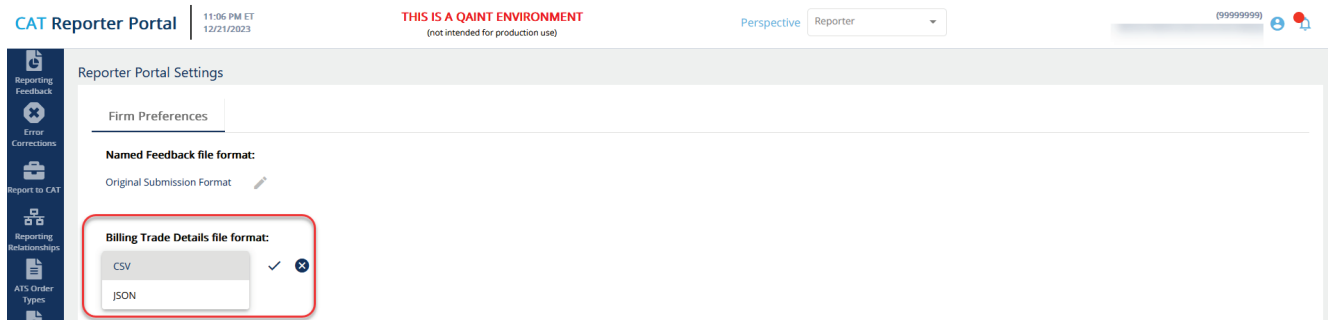 CAT Reporter Portal
11:06 PM ET
12/21/2023
THIS IS A QAINT ENVIRONMENT
(not intended for production use)
Perspective
Reporter
(99999999)
Reporting
Feedback
Error
Corrections
Report to CAT
Reporting
Relationships
ATS Order
Types
Reporter Portal Settings
Firm Preferences
Named Feedback file format:
Original Submission Format
Billing Trade Details file format:
CSV
JSON